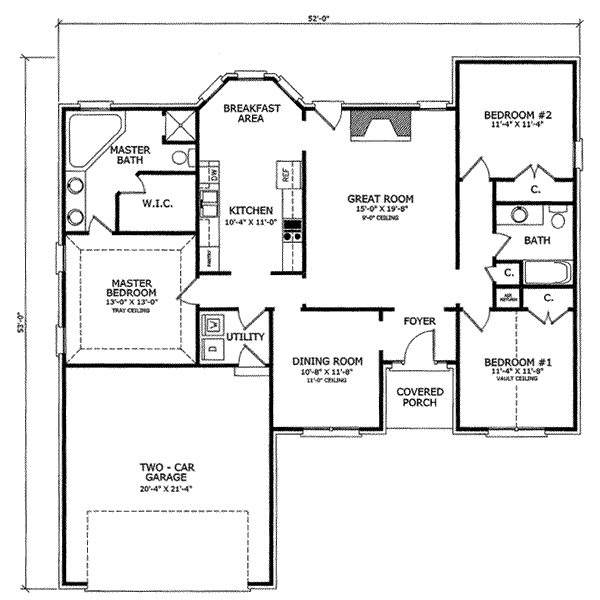 52'-0"
BREAKFAST
AREA
BEDROOM #2
11'-4" X 11'-4"
MASTER
BATH
C.
W.I.C.
DW
REF
GREAT ROOM
15'-0" X 19'-8"
9'-0" CEILING
KITCHEN
10'-4" X 11'-0"
BATH
PANTRY
C.
MASTER
BEDROOM
13'-0" X 13'-0"
TRAY CEILING
AIR
RETURN
C.
53'-0"
W
D
UTILITY
FOYER
DINING ROOM
10'-8" X 11'-8"
11'-0" CEILING
BEDROOM #1
11'-4" X 11'-8"
VAULT CEILING
COVERED
PORCH
TWO - CAR
GARAGE
20'-4" X 21'-4"